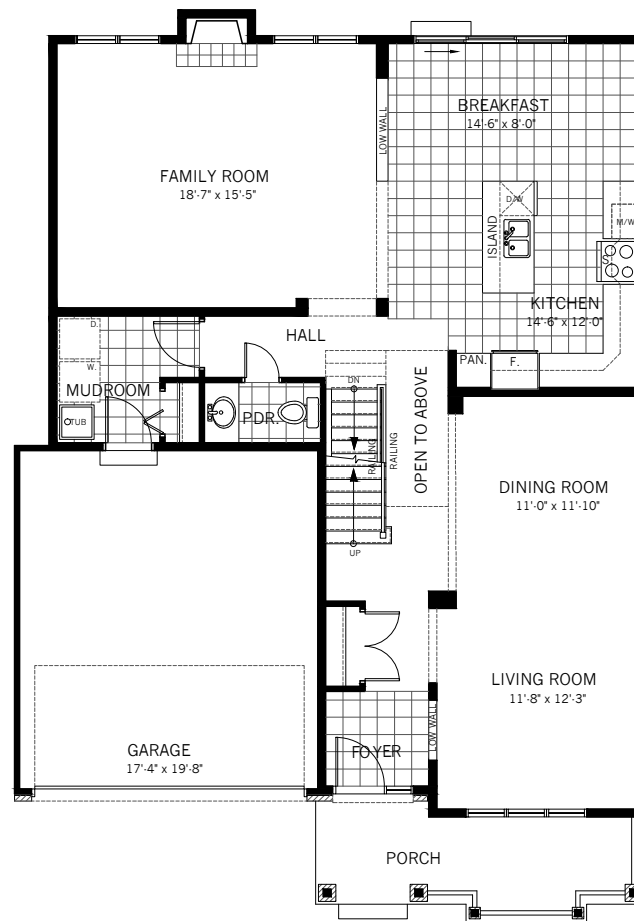 BREAKFAST
14'-6" x 8'-0"
LOW WALL
FAMILY ROOM
18'-7" x 15'-5"
D/W
ISLAND
M/W
S
KITCHEN
14'-6" x 12'-0"
HALL
D.
W.
PAN.
F.
MUDROOM
TUB
PDR.
DN
RAILING
RAILING
OPEN TO ABOVE
DINING ROOM
11'-0" x 11'-10"
UP
LIVING ROOM
11'-8" x 12'-3"
LOW WALL
GARAGE
17'-4" x 19'-8"
FOYER
PORCH